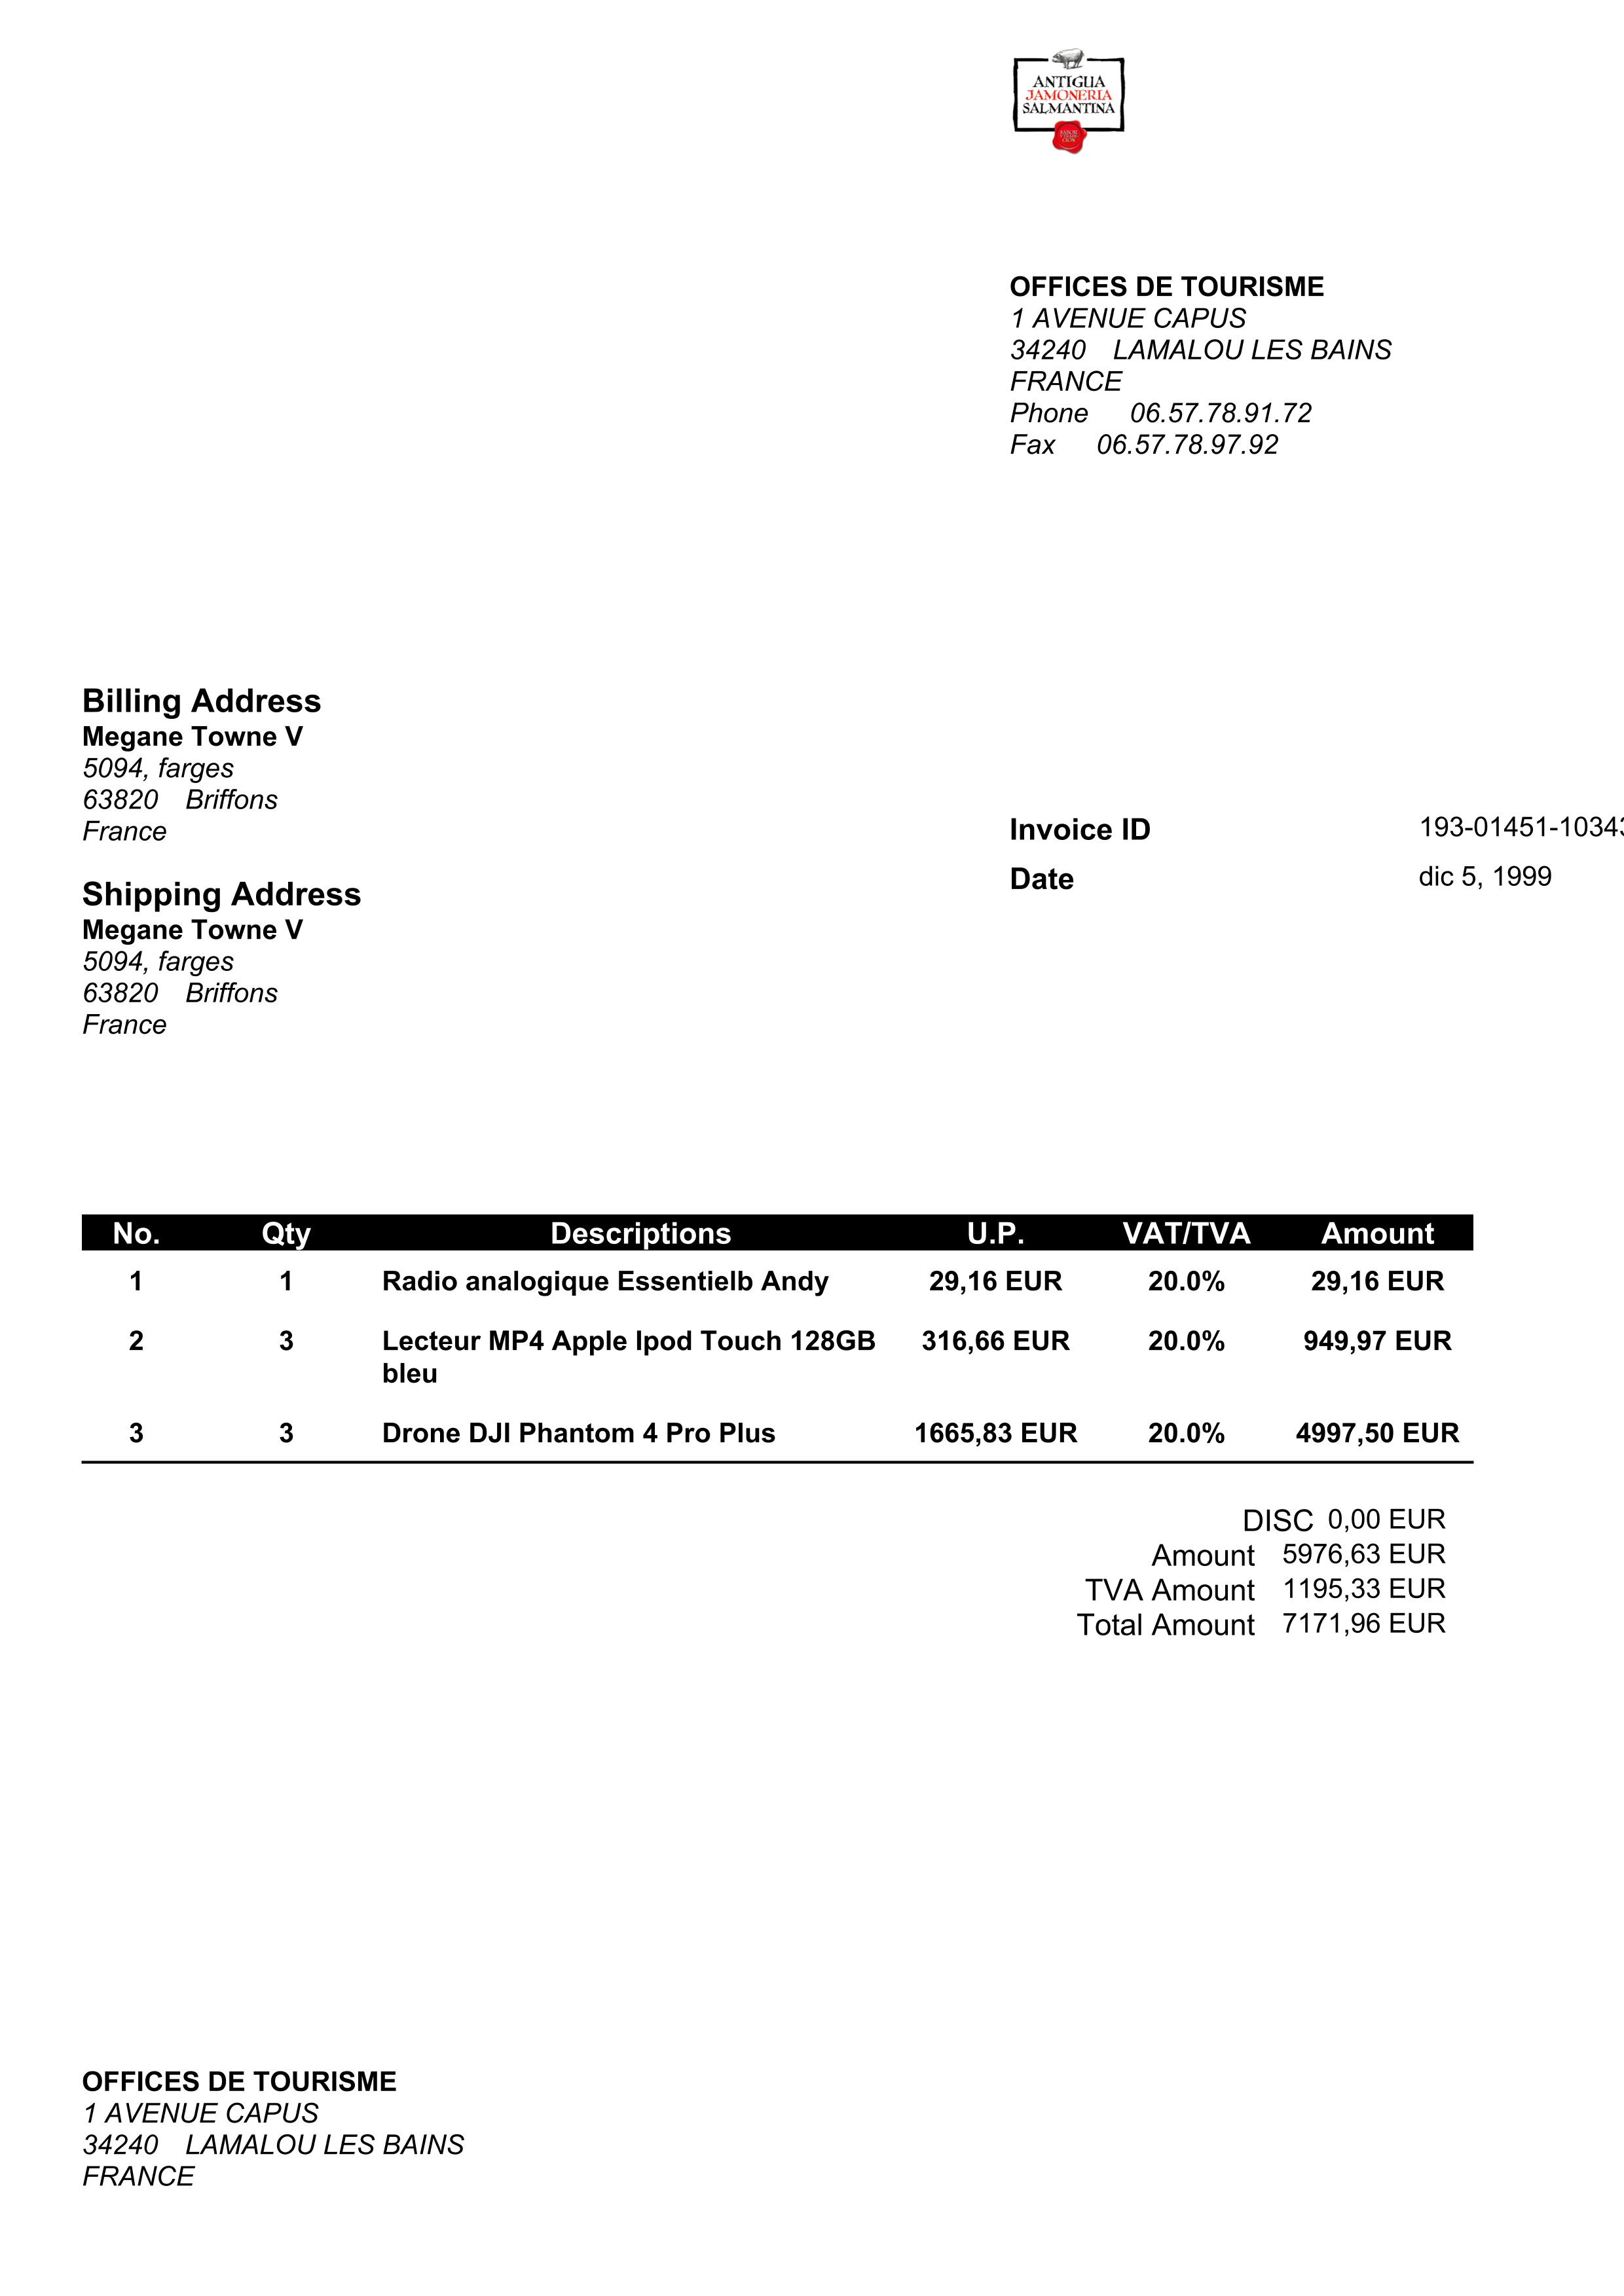 ANTIGUA
JAMONERIA
SALMANTINA
OFFICES DE TOURISME
1 AVENUE CAPUS
34240 LAMALOU LES BAINS
FRANCE
Phone 06.57.78.91.72
Fax 06.57.78.97.92
Billing Address
Megane Towne V
5094, farges
63820 Briffons
France
Invoice ID 193-01451-10343
Date dic 5, 1999
Shipping Address
Megane Towne V
5094, farges
63820 Briffons
France
No. Qty Descriptions U.P. VAT/TVA Amount
1 1 Radio analogique Essentielb Andy 29,16 EUR 20.0% 29,16 EUR
2 3 Lecteur MP4 Apple Ipod Touch 128GB 316,66 EUR 20.0% 949,97 EUR
bleu
3 3 Drone DJI Phantom 4 Pro Plus 1665,83 EUR 20.0% 4997,50 EUR
DISC 0,00 EUR
Amount 5976,63 EUR
TVA Amount 1195,33 EUR
Total Amount 7171,96 EUR
OFFICES DE TOURISME
1 AVENUE CAPUS
34240 LAMALOU LES BAINS
FRANCE